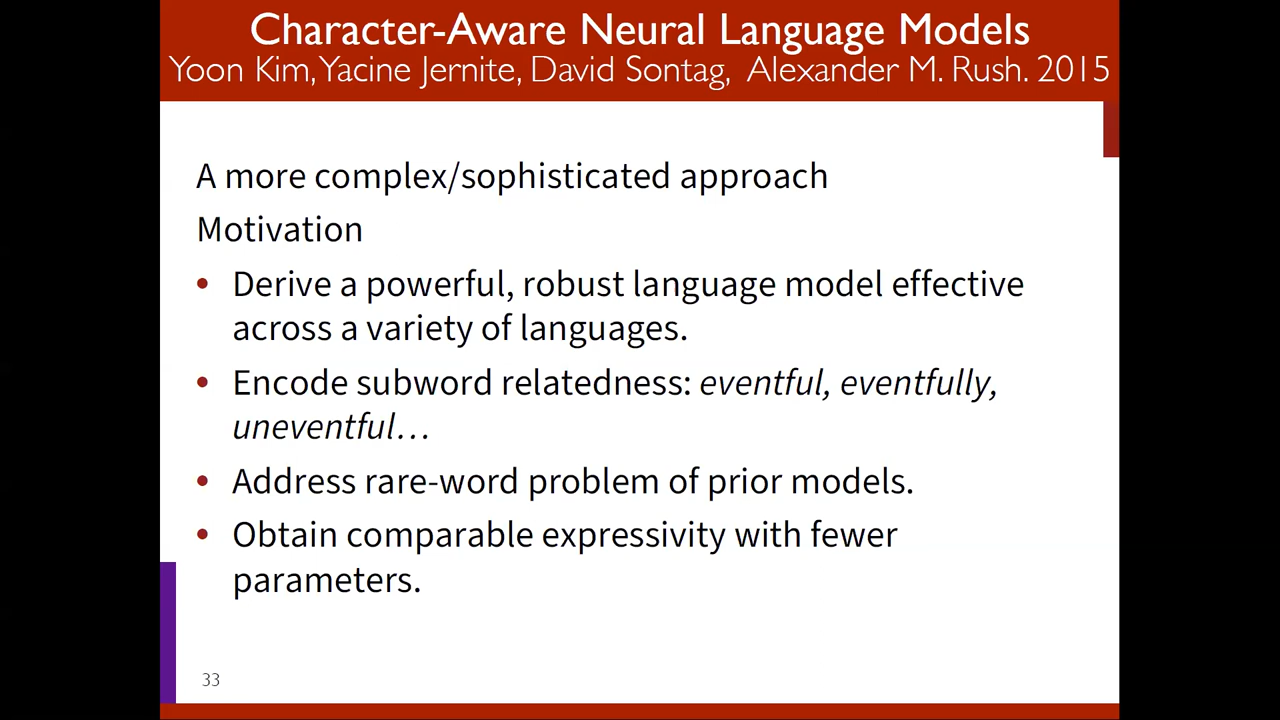 Character-Aware Neural Language Models
Yoon Kim, Yacine Jernite, David Sontag, Alexander M. Rush. 2015
A more complex/sophisticated approach
Motivation
• Derive a powerful, robust language model effective
across a variety of languages.
• Encode subword relatedness: eventful, eventfully,
uneventful…
• Address rare-word problem of prior models.
• Obtain comparable expressivity with fewer
parameters.
33